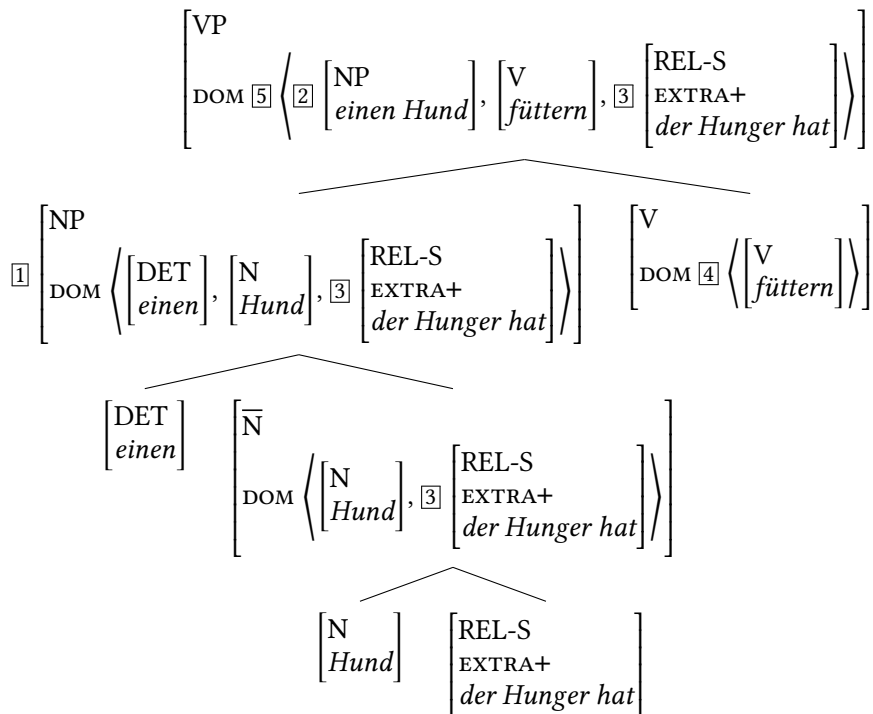 VP
DOM 5 ⟨ 2 [NP einen Hund], [V füttern], 3 [REL-S EXTRA+ der Hunger hat] ⟩
1 NP
DOM ⟨ [DET einen], [N Hund], 3 [REL-S EXTRA+ der Hunger hat] ⟩
V
DOM 4 ⟨ [V füttern] ⟩
DET
einen
N̅
DOM ⟨ [N Hund], 3 [REL-S EXTRA+ der Hunger hat] ⟩
N
Hund
REL-S
EXTRA+
der Hunger hat